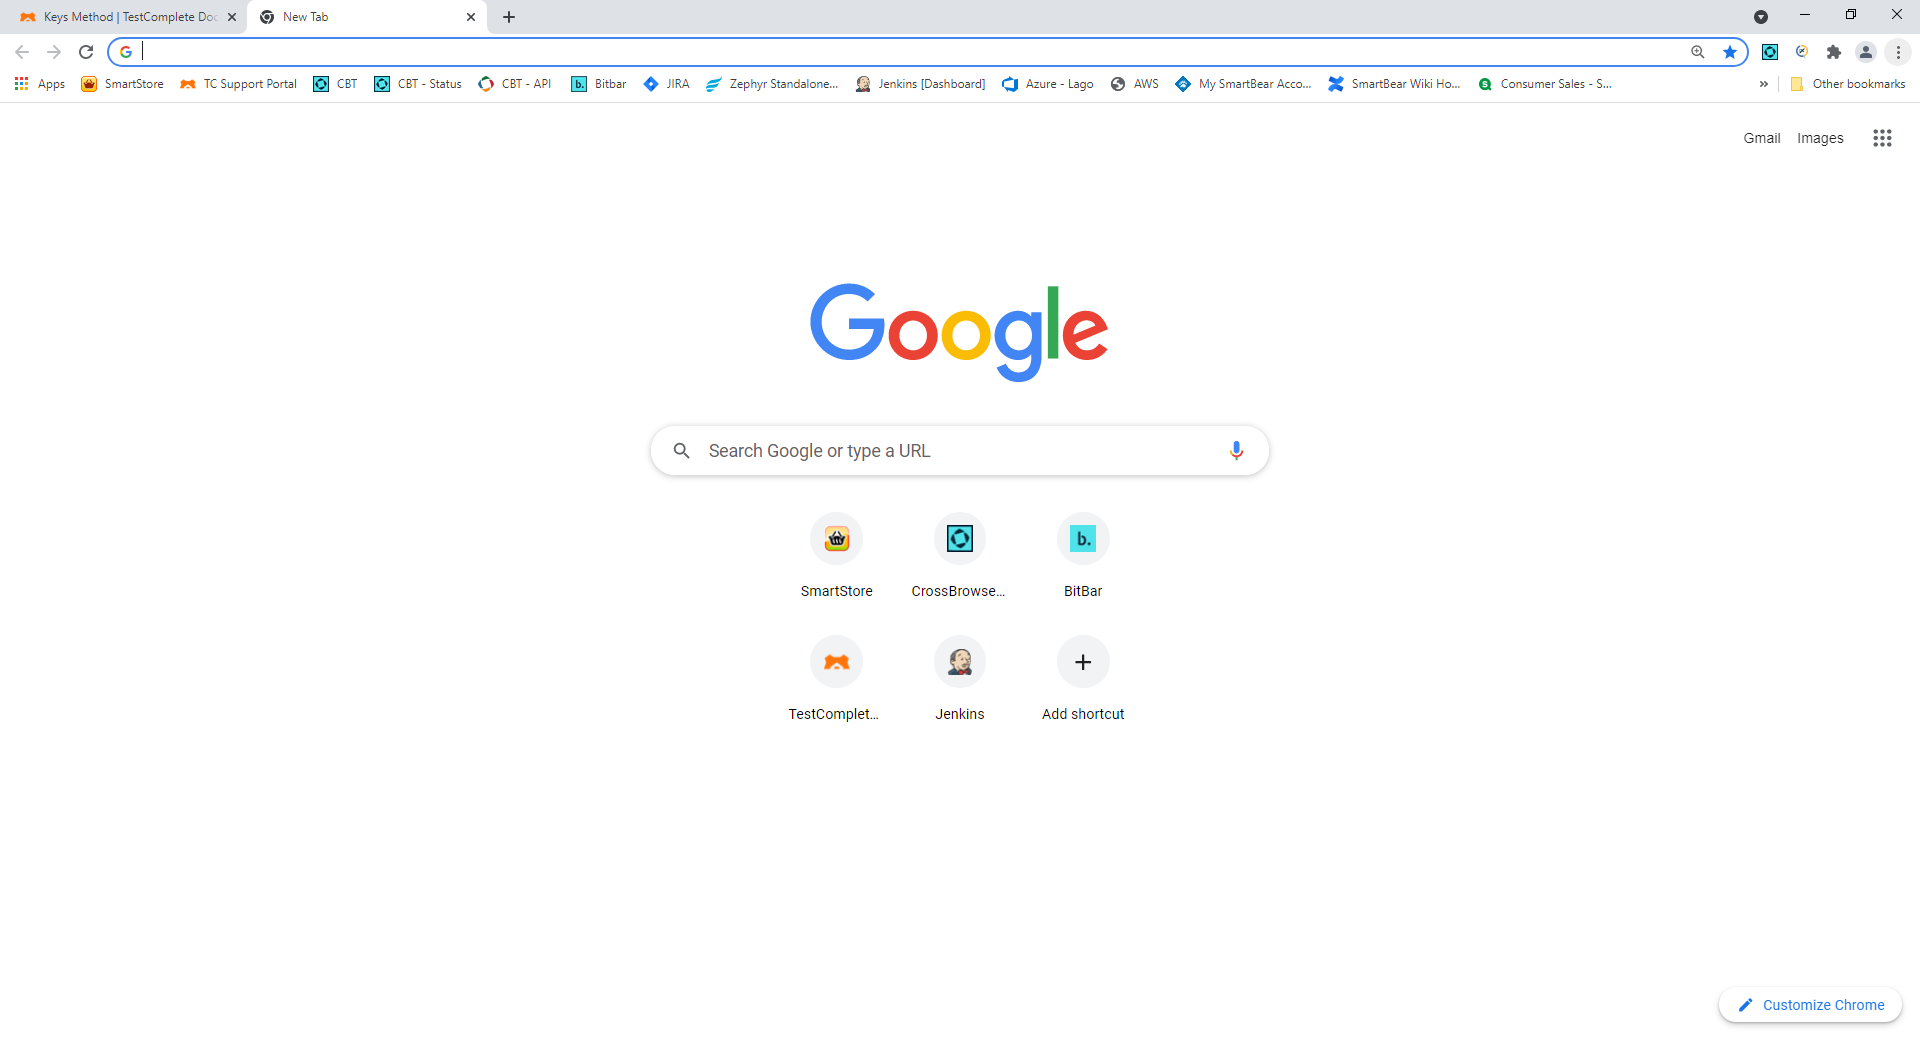 Keys Method | TestComplete Doc
New Tab
Apps
SmartStore
TC Support Portal
CBT
CBT - Status
CBT - API
b. Bitbar
JIRA
Zephyr Standalone...
Jenkins [Dashboard]
Azure - Lago
AWS
My SmartBear Acco...
SmartBear Wiki Ho...
Consumer Sales - S...
»
Other bookmarks
Gmail
Images
Google
Search Google or type a URL
b.
SmartStore
CrossBrowse...
BitBar
TestComplet...
Jenkins
Add shortcut
Customize Chrome